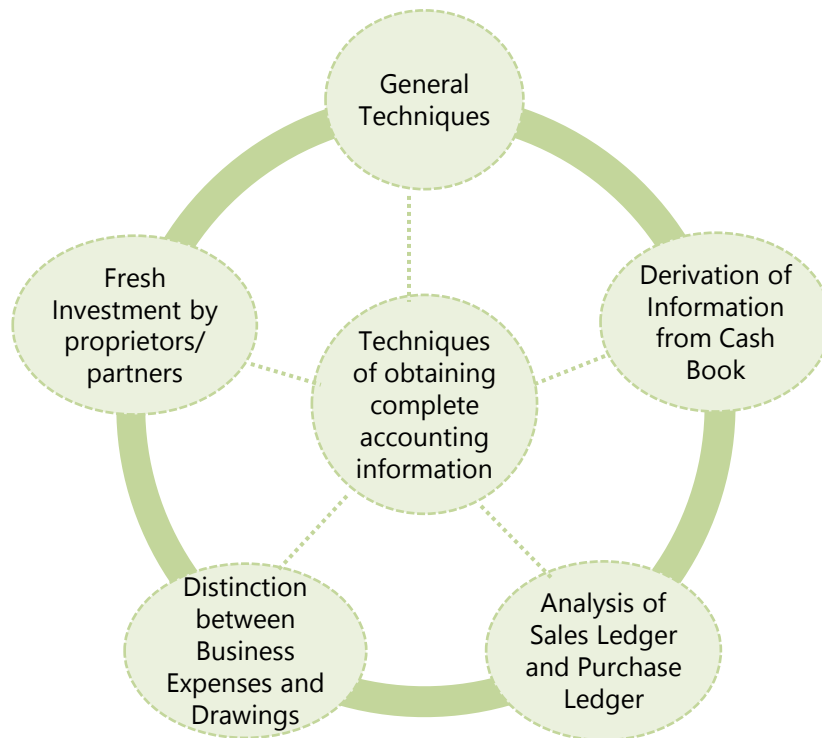 General
Techniques
Derivation of
Information
from Cash
Book
Analysis of
Sales Ledger
and Purchase
Ledger
Distinction
between
Business
Expenses and
Drawings
Fresh
Investment by
proprietors/
partners
Techniques
of obtaining
complete
accounting
information